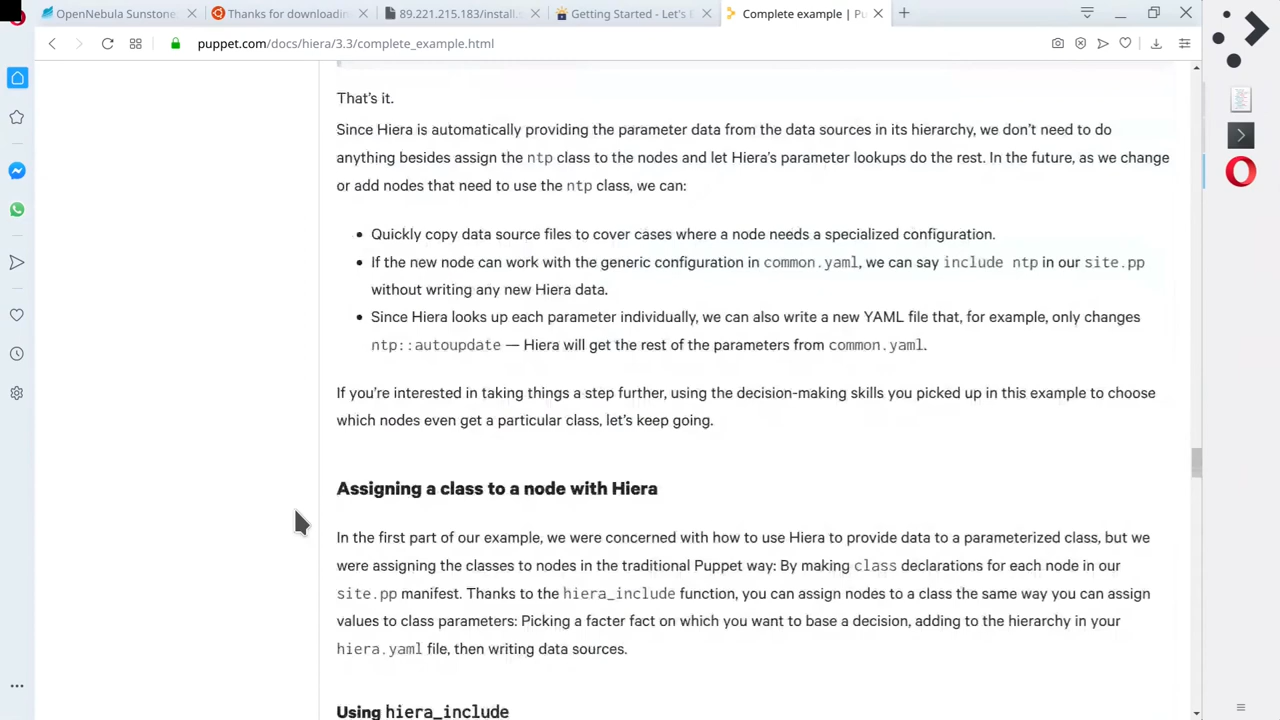 OpenNebula Sunstone:
Thanks for downloadin
89.221.215.183/install.s
Getting Started - Let's E
Complete example | Pu
puppet.com/docs/hiera/3.3/complete_example.html
That's it.
Since Hiera is automatically providing the parameter data from the data sources in its hierarchy, we don't need to do
anything besides assign the ntp class to the nodes and let Hiera's parameter lookups do the rest. In the future, as we change
or add nodes that need to use the ntp class, we can:
• Quickly copy data source files to cover cases where a node needs a specialized configuration.
• If the new node can work with the generic configuration in common.yaml, we can say include ntp in our site.pp
without writing any new Hiera data.
• Since Hiera looks up each parameter individually, we can also write a new YAML file that, for example, only changes
ntp::autoupdate — Hiera will get the rest of the parameters from common.yaml.
If you're interested in taking things a step further, using the decision-making skills you picked up in this example to choose
which nodes even get a particular class, let's keep going.
Assigning a class to a node with Hiera
In the first part of our example, we were concerned with how to use Hiera to provide data to a parameterized class, but we
were assigning the classes to nodes in the traditional Puppet way: By making class declarations for each node in our
site.pp manifest. Thanks to the hiera_include function, you can assign nodes to a class the same way you can assign
values to class parameters: Picking a facter fact on which you want to base a decision, adding to the hierarchy in your
hiera.yaml file, then writing data sources.
Using hiera_include